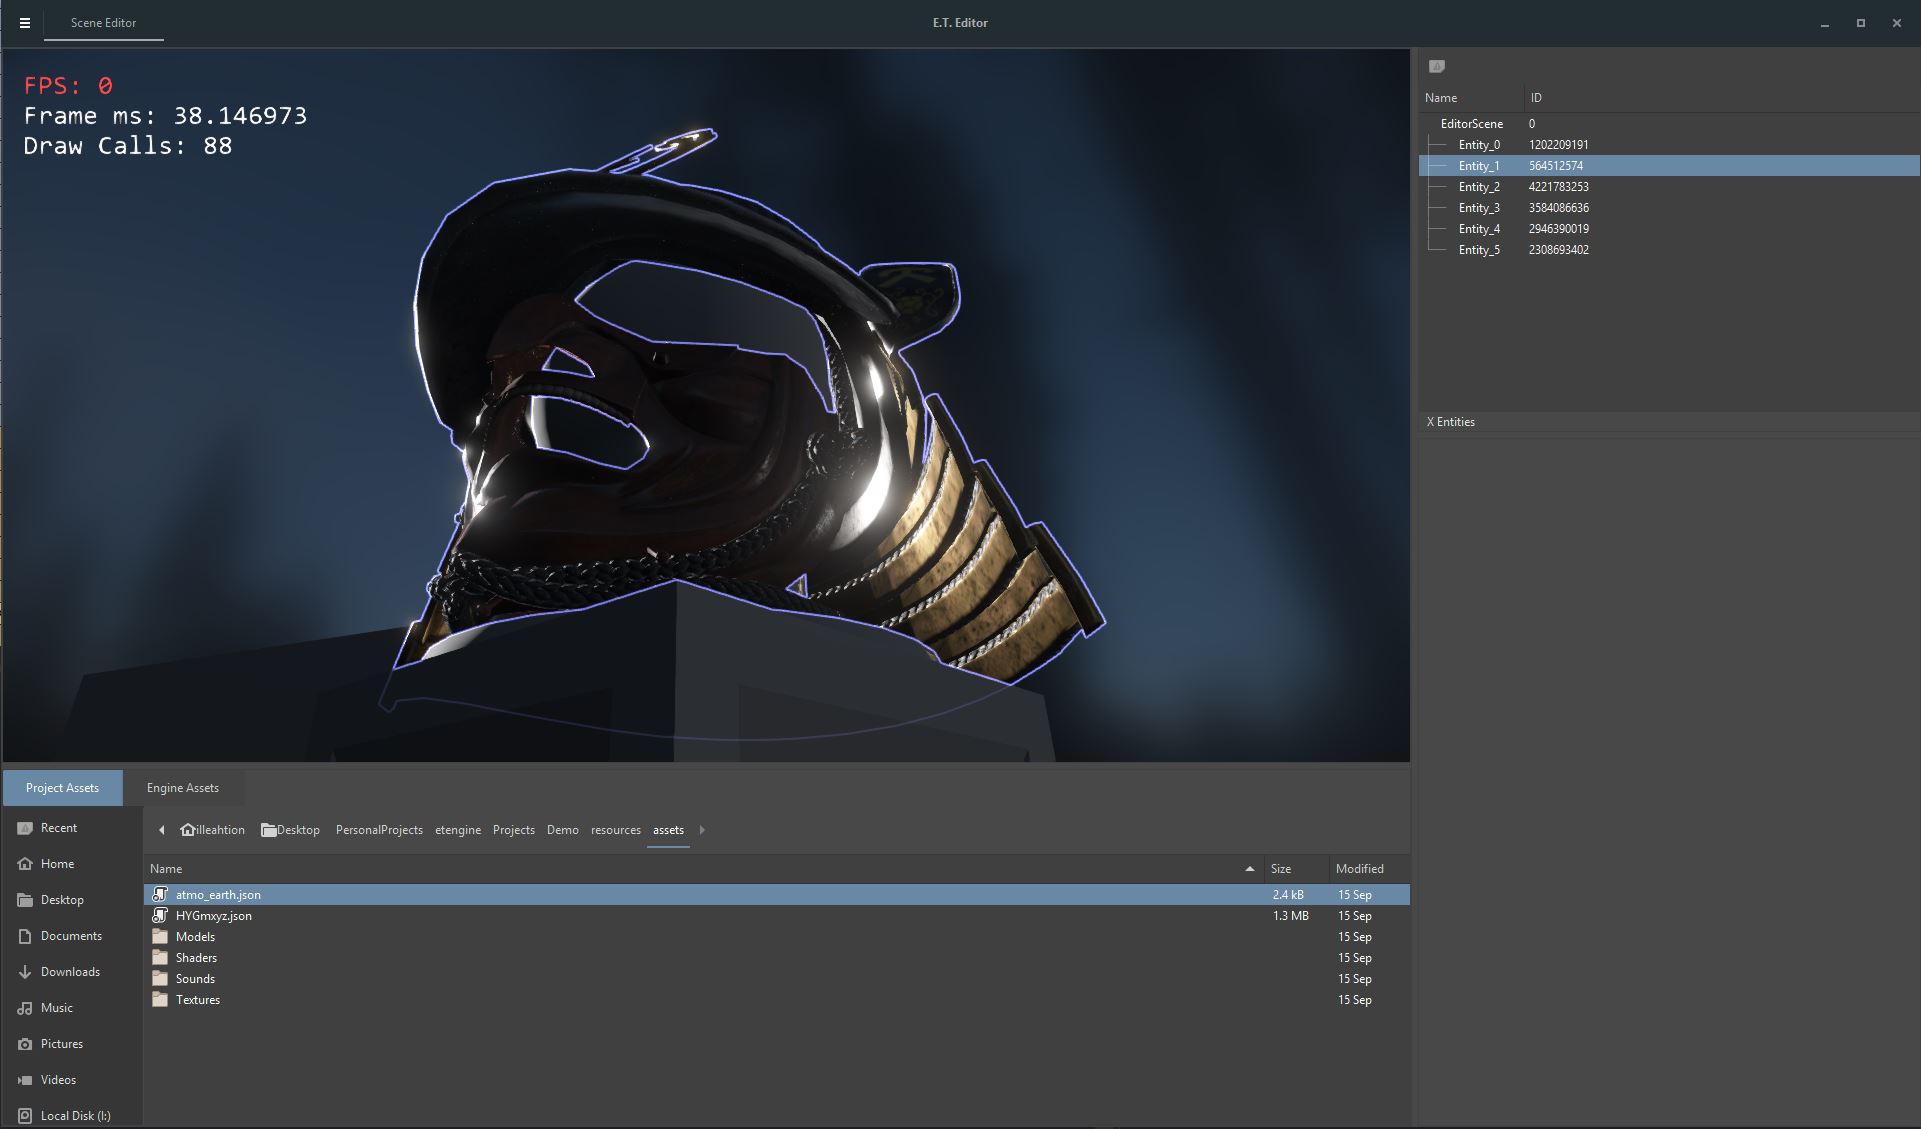 Scene Editor
E.T. Editor
FPS: 0
Frame ms: 38.146973
Draw Calls: 88
Name ID
EditorScene 0
Entity_0 1202209191
Entity_1 564512574
Entity_2 4221783253
Entity_3 3584086636
Entity_4 2946390019
Entity_5 2308693402
X Entities
Project Assets Engine Assets
Recent
Home
Desktop
Documents
Downloads
Music
Pictures
Videos
Local Disk (I:)
illeahtion Desktop PersonalProjects etengine Projects Demo resources assets
Name Size Modified
atmo_earth.json 2.4 kB 15 Sep
HYGmxyz.json 1.3 MB 15 Sep
Models 15 Sep
Shaders 15 Sep
Sounds 15 Sep
Textures 15 Sep